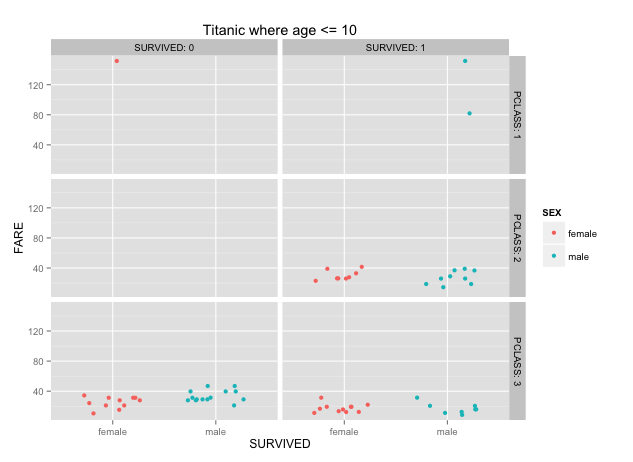 Titanic where age <= 10
SURVIVED: 0
SURVIVED: 1
FARE
120
80
40
PCLASS: 1
120
80
40
PCLASS: 2
120
80
40
PCLASS: 3
female
male
female
male
SURVIVED
SEX
female
male